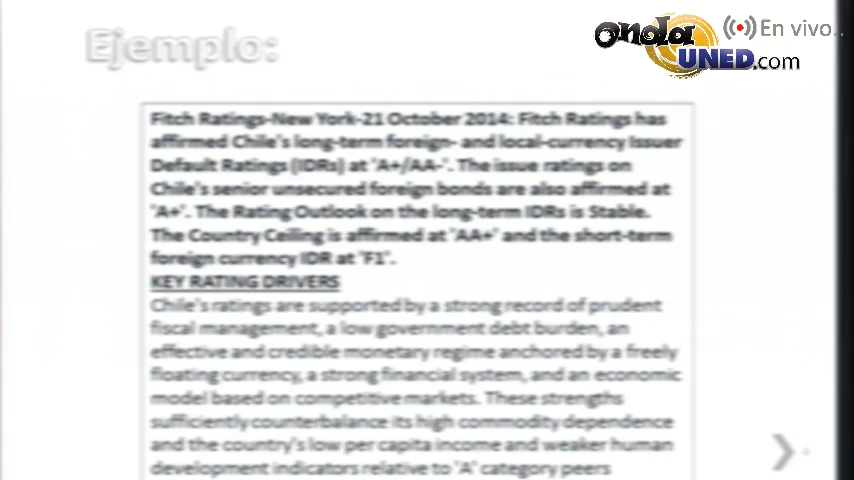 Ejemplo:
onda
UNED.com
En vivo..
Fitch Ratings-New York-21 October 2014: Fitch Ratings has
affirmed Chile's long-term foreign- and local-currency Issuer
Default Ratings (IDRs) at 'A+/AA-'. The issue ratings on
Chile's senior unsecured foreign bonds are also affirmed at
'A+'. The Rating Outlook on the long-term IDRs is Stable.
The Country Ceiling is affirmed at 'AA+' and the short-term
foreign currency IDR at 'F1'.
KEY RATING DRIVERS
Chile's ratings are supported by a strong record of prudent
fiscal management, a low government debt burden, an
effective and credible monetary regime anchored by a freely
floating currency, a strong financial system, and an economic
model based on competitive markets. These strengths
sufficiently counterbalance its high commodity dependence
and the country's low per capita income and weaker human
development indicators relative to 'A' category peers